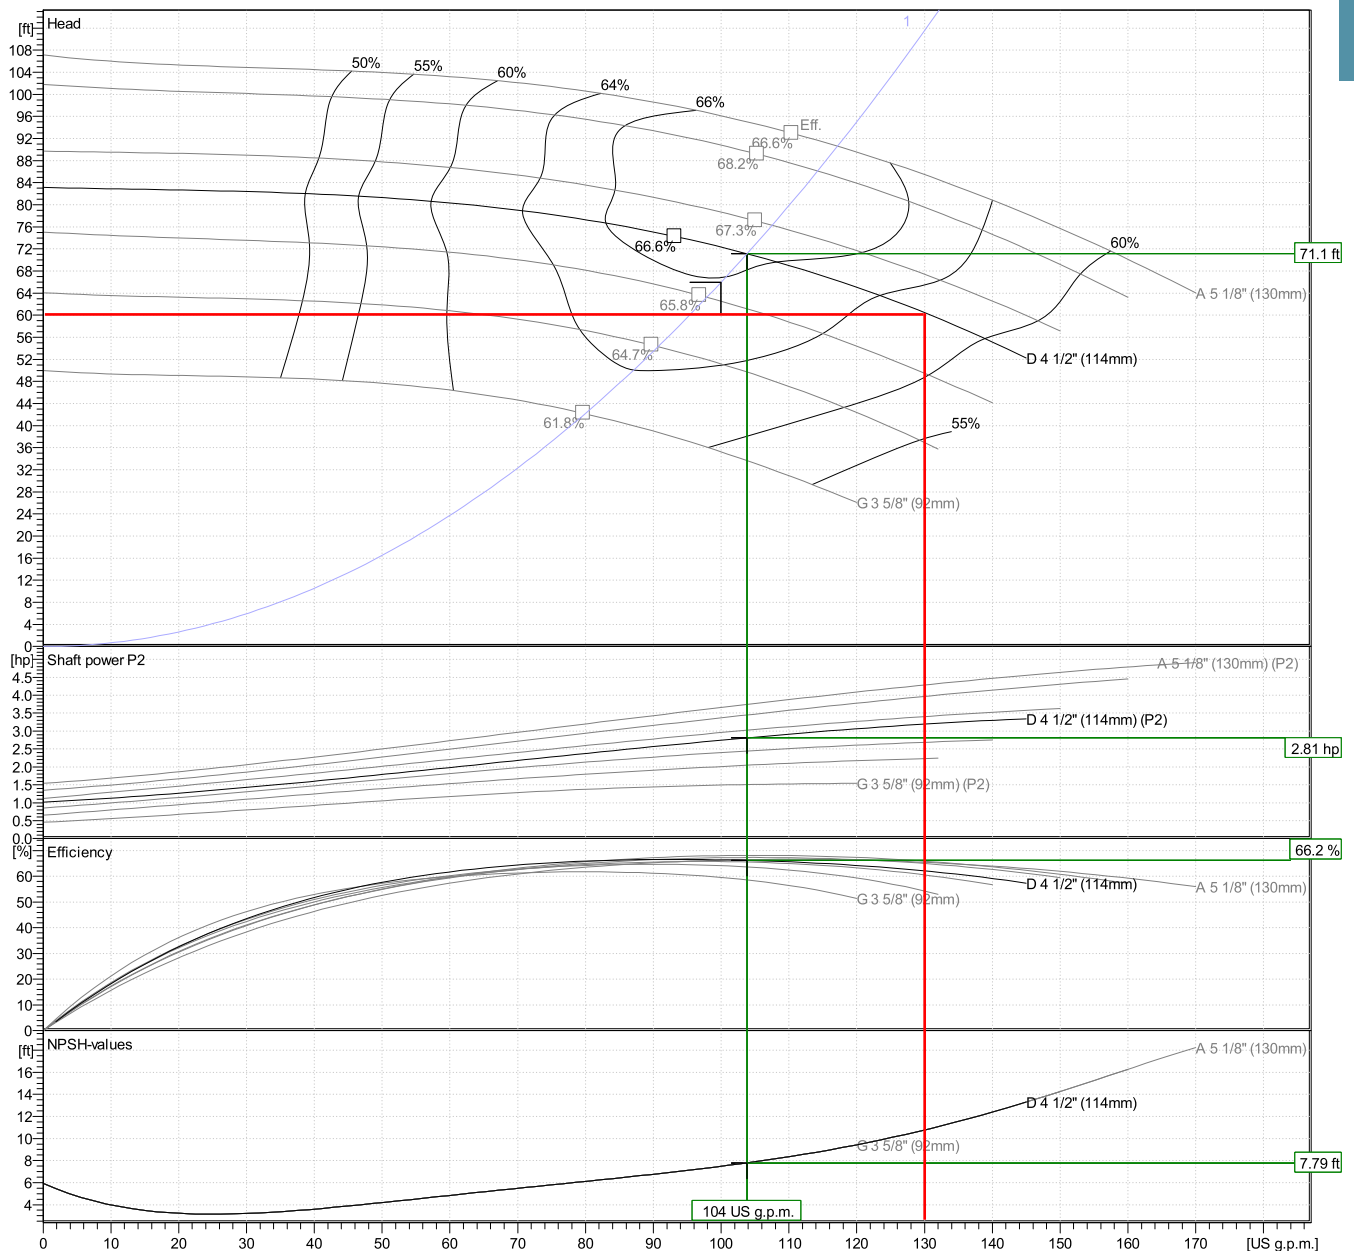 Head
1
[ft]
108
104
100
96
92
88
84
80
76
72
68
64
60
56
52
48
44
40
36
32
28
24
20
16
12
8
4
0
50%
55%
60%
64%
66%
Eff.
66.6%
68.2%
67.3%
66.6%
65.8%
64.7%
61.8%
60%
55%
71.1 ft
A 5 1/8" (130mm)
D 4 1/2" (114mm)
G 3 5/8" (92mm)
[hp]
Shaft power P2
4.5
4.0
3.5
3.0
2.5
2.0
1.5
1.0
0.5
0.0
A 5 1/8" (130mm) (P2)
D 4 1/2" (114mm) (P2)
2.81 hp
G 3 5/8" (92mm) (P2)
[%]
Efficiency
60
50
40
30
20
10
0
66.2 %
D 4 1/2" (114mm)
A 5 1/8" (130mm)
G 3 5/8" (92mm)
[ft]
NPSH-values
16
14
12
10
8
6
4
A 5 1/8" (130mm)
D 4 1/2" (114mm)
G 3 5/8" (92mm)
7.79 ft
104 US g.p.m.
0 10 20 30 40 50 60 70 80 90 100 110 120 130 140 150 160 170 [US g.p.m.]